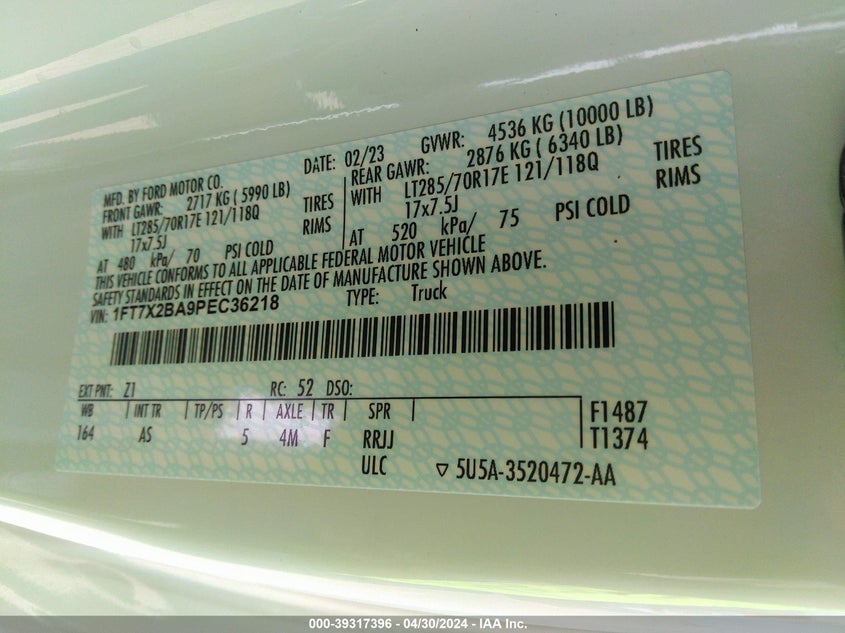 MFD. BY FORD MOTOR CO.
DATE: 02/23 GVWR: 4536 KG (10000 LB)
FRONT GAWR: 2717 KG ( 5990 LB)
REAR GAWR: 2876 KG ( 6340 LB)
WITH LT285/70R17E 121/118Q TIRES
WITH LT285/70R17E 121/118Q TIRES
17x7.5J RIMS
17x7.5J RIMS
AT 480 kPa/ 70 PSI COLD
AT 520 kPa/ 75 PSI COLD
THIS VEHICLE CONFORMS TO ALL APPLICABLE FEDERAL MOTOR VEHICLE
SAFETY STANDARDS IN EFFECT ON THE DATE OF MANUFACTURE SHOWN ABOVE.
VIN: 1FT7X2BA9PEC36218 TYPE: Truck
EXT PNT: Z1 RC: 52 DSO:
WB INT TR TP/PS R AXLE TR SPR F1487
164 AS 5 4M F RRJJ T1374
ULC 5U5A-3520472-AA
000-39317396 - 04/30/2024 - IAA Inc.